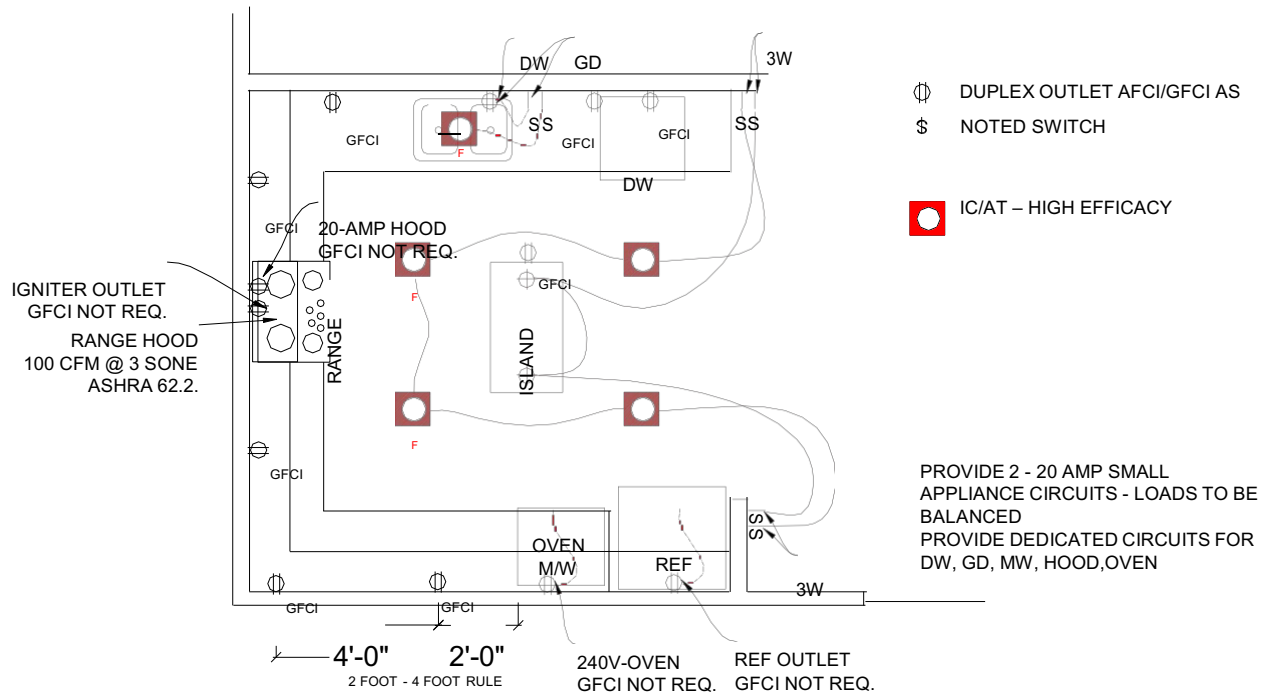 DW
GD
3W
DUPLEX OUTLET AFCI/GFCI AS
$ NOTED SWITCH
SS
SS
GFCI
GFCI
GFCI
F
DW
IC/AT – HIGH EFFICACY
GFCI
20-AMP HOOD
GFCI NOT REQ.
IGNITER OUTLET
GFCI NOT REQ.
GFCI
F
RANGE HOOD
100 CFM @ 3 SONE
ASHRA 62.2.
RANGE
ISLAND
F
GFCI
PROVIDE 2 - 20 AMP SMALL
APPLIANCE CIRCUITS - LOADS TO BE
BALANCED
PROVIDE DEDICATED CIRCUITS FOR
DW, GD, MW, HOOD,OVEN
SS
OVEN
M/W
REF
3W
GFCI
GFCI
4'-0"
2'-0"
2 FOOT - 4 FOOT RULE
240V-OVEN
GFCI NOT REQ.
REF OUTLET
GFCI NOT REQ.